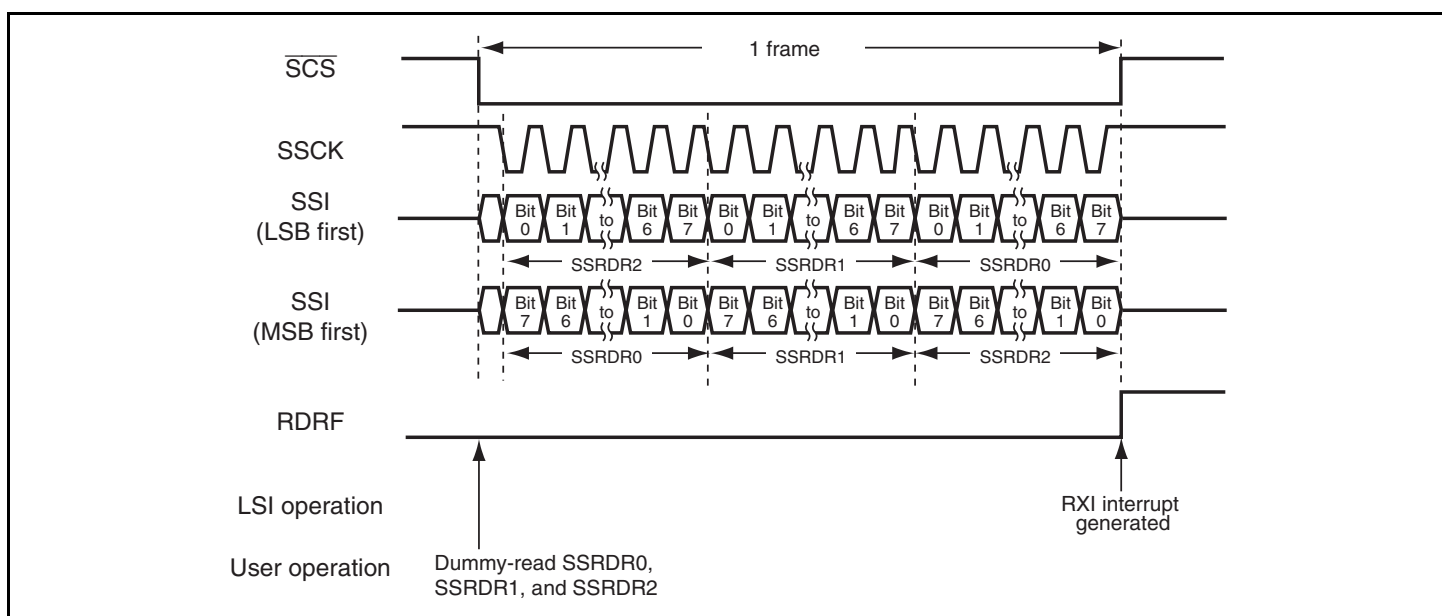 1 frame
SCS
SSCK
SSI
(LSB first)
Bit 0 Bit 1 to Bit 6 Bit 7 Bit 0 Bit 1 to Bit 6 Bit 7 Bit 0 Bit 1 to Bit 6 Bit 7
SSRDR2 SSRDR1 SSRDR0
SSI
(MSB first)
Bit 7 Bit 6 to Bit 1 Bit 0 Bit 7 Bit 6 to Bit 1 Bit 0 Bit 7 Bit 6 to Bit 1 Bit 0
SSRDR0 SSRDR1 SSRDR2
RDRF
LSI operation
RXI interrupt
generated
User operation
Dummy-read SSRDR0,
SSRDR1, and SSRDR2